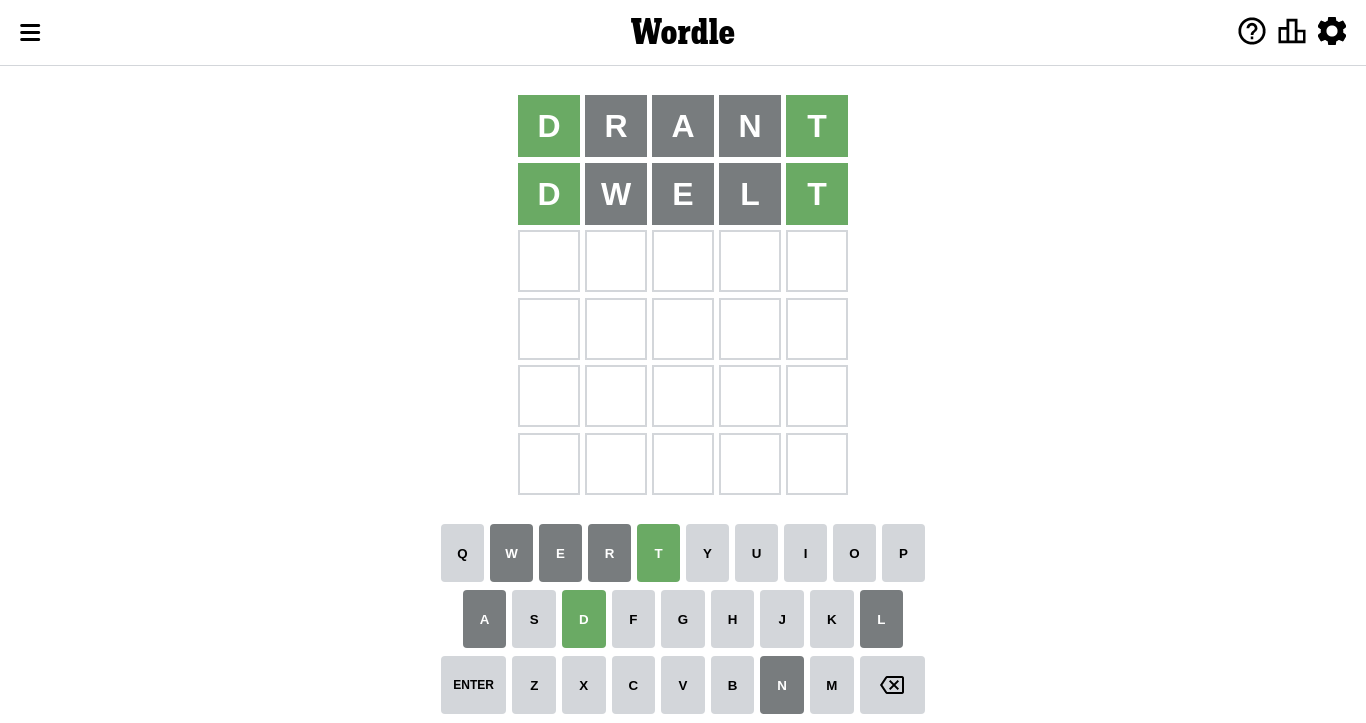 Wordle
D R A N T
D W E L T
Q W E R T Y U I O P
A S D F G H J K L
ENTER Z X C V B N M